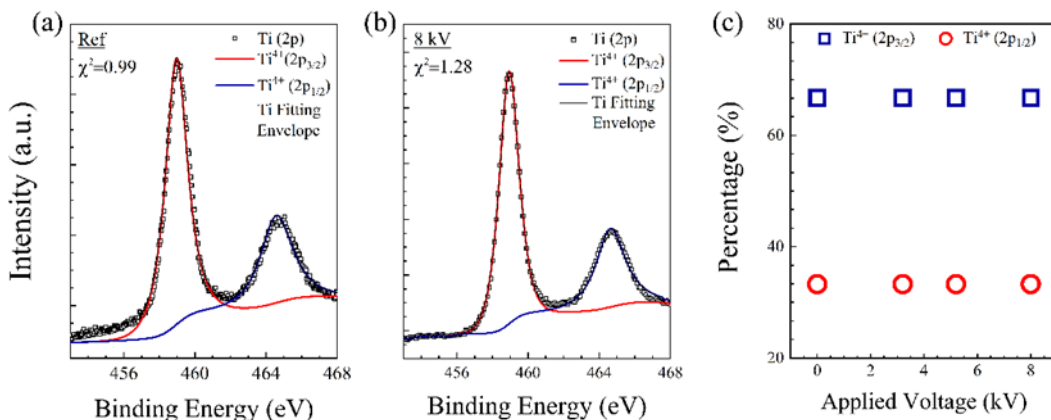 (a)
Ref
χ²=0.99
Ti (2p)
Ti⁴⁺(2p₃/₂)
Ti⁴⁺ (2p₁/₂)
Ti Fitting
Envelope
Intensity (a.u.)
456 460 464 468
Binding Energy (eV)
(b)
8 kV
χ²=1.28
Ti (2p)
Ti⁴⁺ (2p₃/₂)
Ti⁴⁺ (2p₁/₂)
Ti Fitting
Envelope
456 460 464 468
Binding Energy (eV)
(c)
Ti⁴⁺ (2p₃/₂) Ti⁴⁺ (2p₁/₂)
Percentage (%)
80
60
40
20
0 2 4 6 8
Applied Voltage (kV)